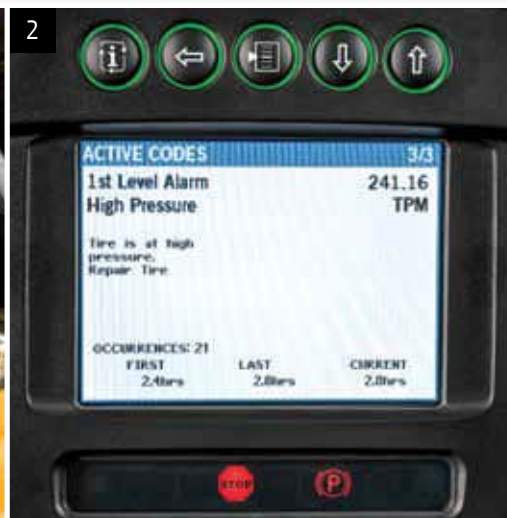 2
ACTIVE CODES 3/3
1st Level Alarm 241.16
High Pressure TPM
Tire is at high
pressure.
Repair Tire
OCCURRENCES: 21
FIRST LAST CURRENT
2.4hrs 2.8hrs 2.8hrs
STOP P